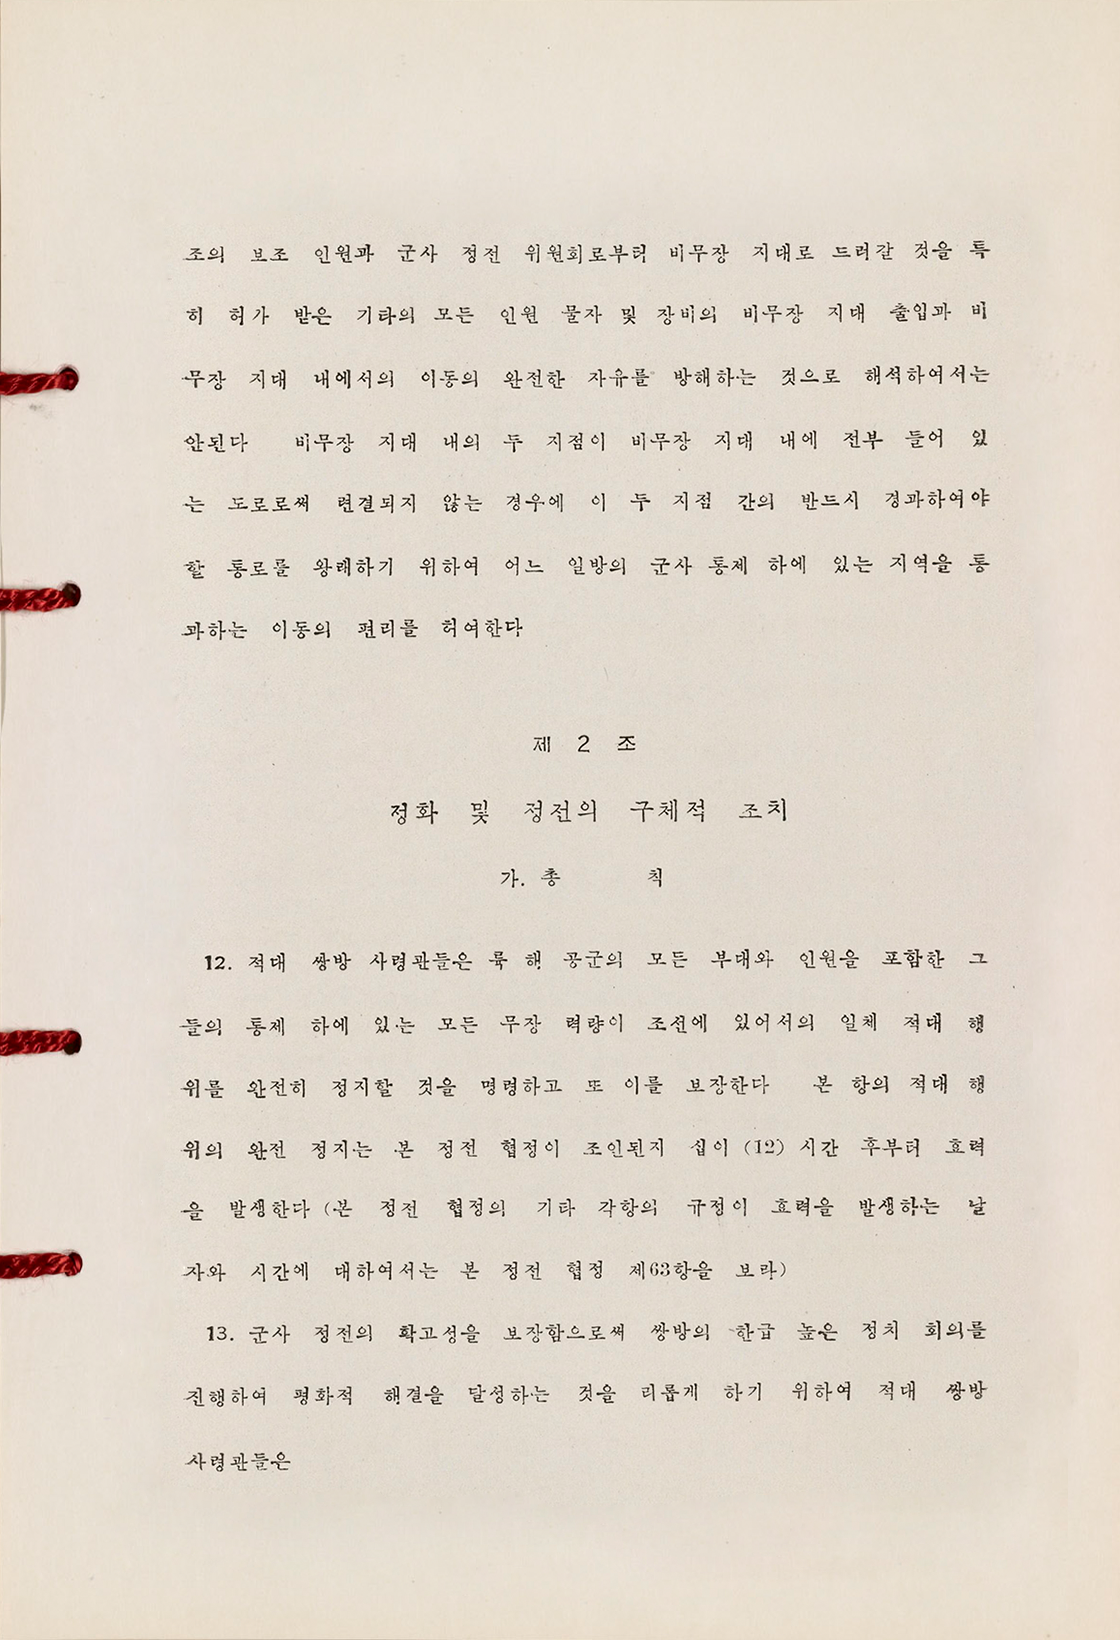 조의 보조 인원과 군사 정전 위원회로부터 비무장 지대로 드러갈 것을 특
히 허가 받은 기타의 모든 인원 물자 및 장비의 비무장 지대 출입과 비
무장 지대 내에서의 이동의 완전한 자유를 방해하는 것으로 해석하여서는
안된다 비무장 지대 내의 두 지점이 비무장 지대 내에 전부 들어 있
는 도로로써 련결되지 않는 경우에 이 두 지점 간의 반드시 경과하여야
할 통로를 왕래하기 위하여 어느 일방의 군사 통제 하에 있는 지역을 통
과하는 이동의 편리를 허여한다
제 2 조
정화 및 정전의 구체적 조치
가. 총 칙
12. 적대 쌍방 사령관들은 륙 해 공군의 모든 부대와 인원을 포함한 그
들의 통제 하에 있는 모든 무장 력량이 조선에 있어서의 일체 적대 행
위를 완전히 정지할 것을 명령하고 또 이를 보장한다 본 항의 적대 행
위의 완전 정지는 본 정전 협정이 조인된지 십이 (12) 시간 후부터 효력
을 발생한다 (본 정전 협정의 기타 각항의 규정이 효력을 발생하는 날
자와 시간에 대하여서는 본 정전 협정 제63항을 보라)
13. 군사 정전의 확고성을 보장함으로써 쌍방의 한급 높은 정치 회의를
진행하여 평화적 해결을 달성하는 것을 리롭게 하기 위하여 적대 쌍방
사령관들은